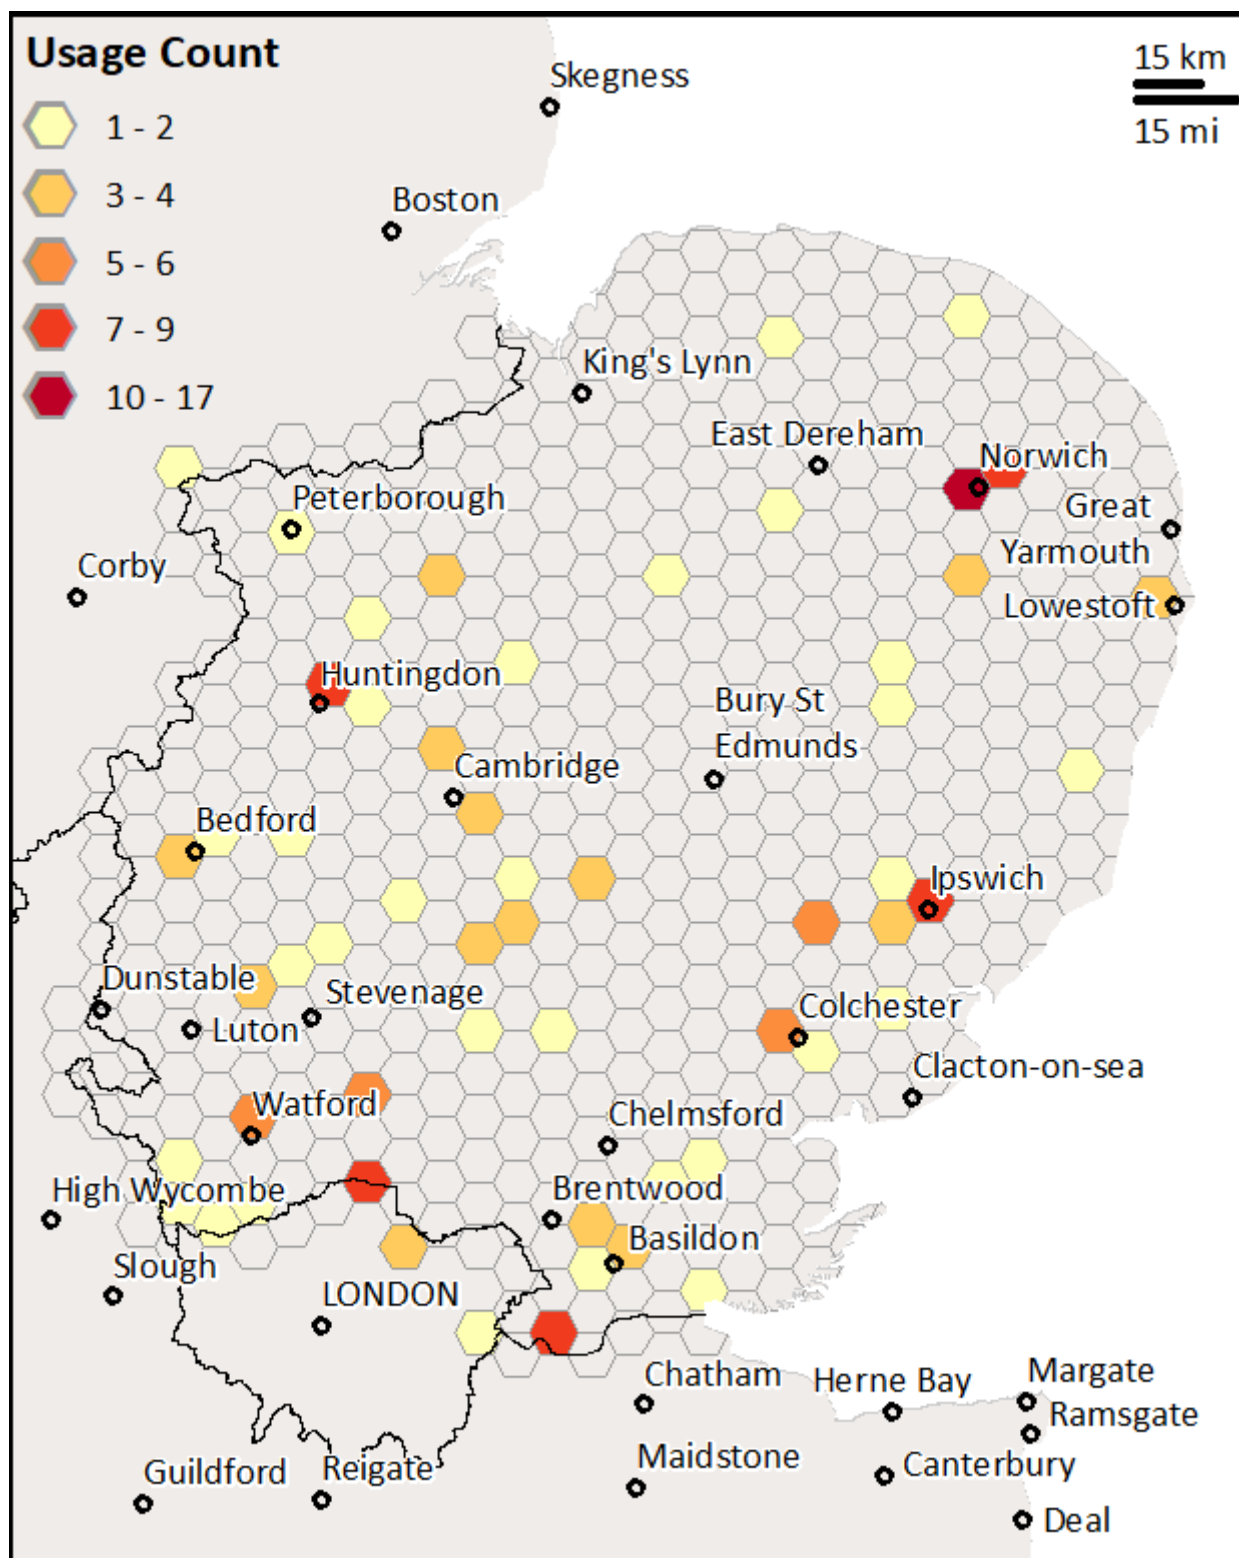 Usage Count
1 - 2
3 - 4
5 - 6
7 - 9
10 - 17
15 km
15 mi
Skegness
Boston
King's Lynn
East Dereham
Norwich
Peterborough
Great
Yarmouth
Corby
Lowestoft
Huntingdon
Bury St
Edmunds
Cambridge
Bedford
Ipswich
Dunstable
Stevenage
Luton
Colchester
Clacton-on-sea
Watford
Chelmsford
High Wycombe
Brentwood
Basildon
Slough
LONDON
Chatham
Herne Bay
Margate
Ramsgate
Guildford
Reigate
Maidstone
Canterbury
Deal